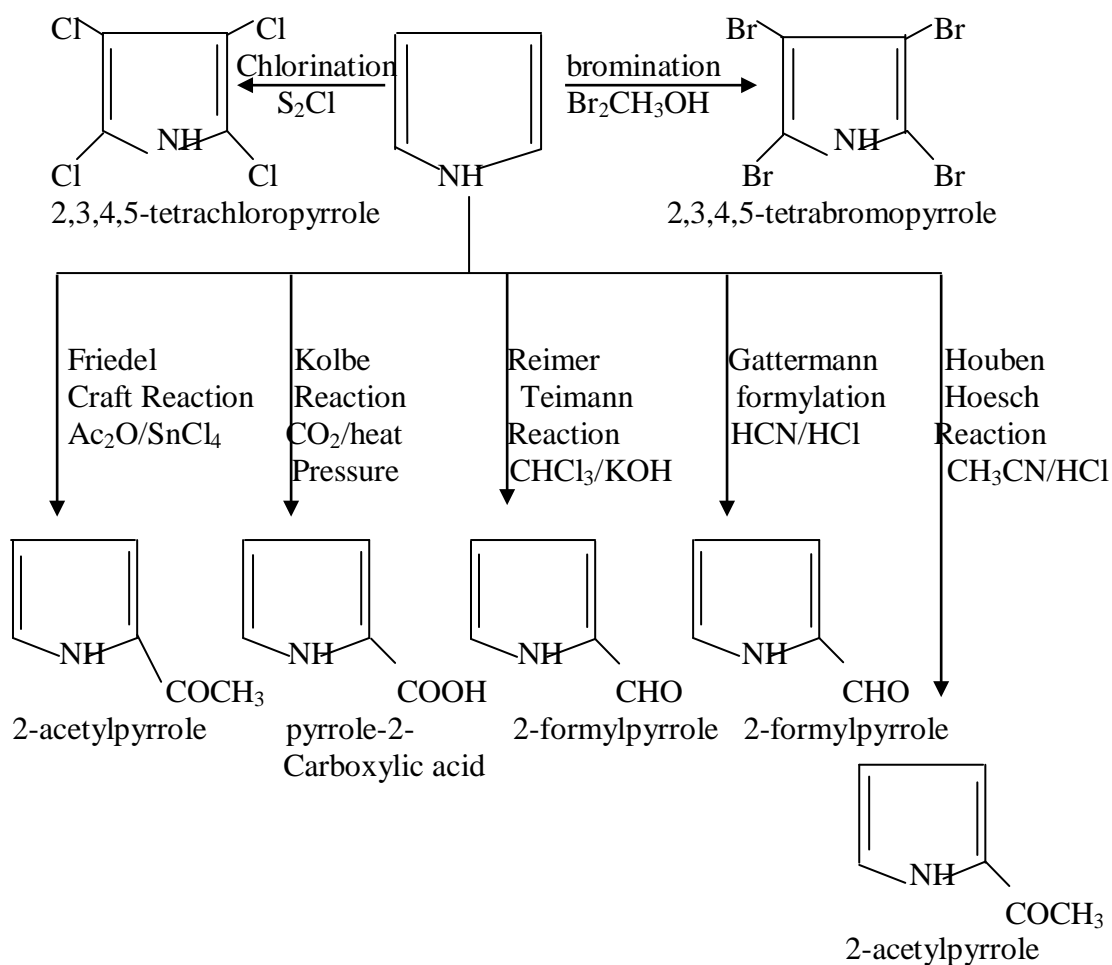 Cl Cl
Chlorination
S₂Cl
NH
Cl Cl
2,3,4,5-tetrachloropyrrole
NH
bromination
Br₂CH₃OH
Br Br
NH
Br Br
2,3,4,5-tetrabromopyrrole
Friedel
Craft Reaction
Ac₂O/SnCl₄
Kolbe
Reaction
CO₂/heat
Pressure
Reimer
Teimann
Reaction
CHCl₃/KOH
Gattermann
formylation
HCN/HCl
Houben
Hoesch
Reaction
CH₃CN/HCl
NH
COCH₃
2-acetylpyrrole
NH
COOH
pyrrole-2-
Carboxylic acid
NH
CHO
2-formylpyrrole
NH
CHO
2-formylpyrrole
NH
COCH₃
2-acetylpyrrole